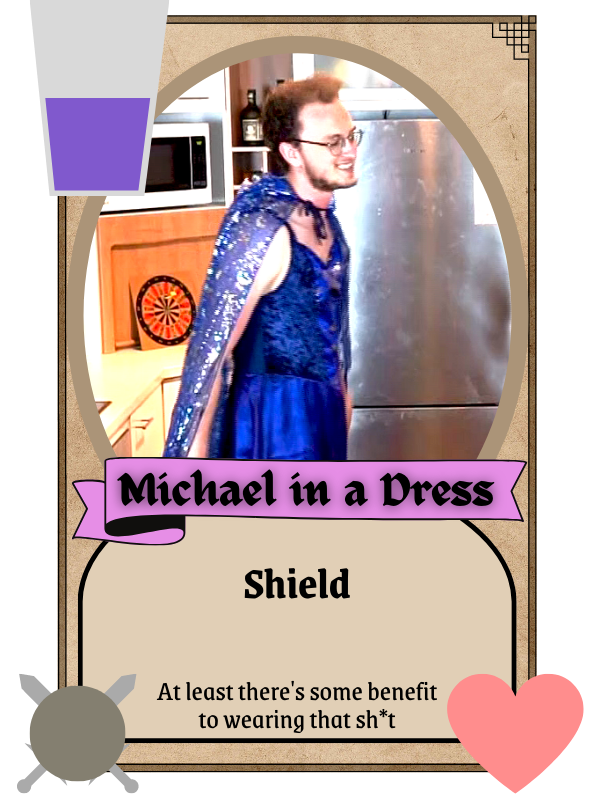 Michael in a Dress
Shield
At least there's some benefit
to wearing that sh*t